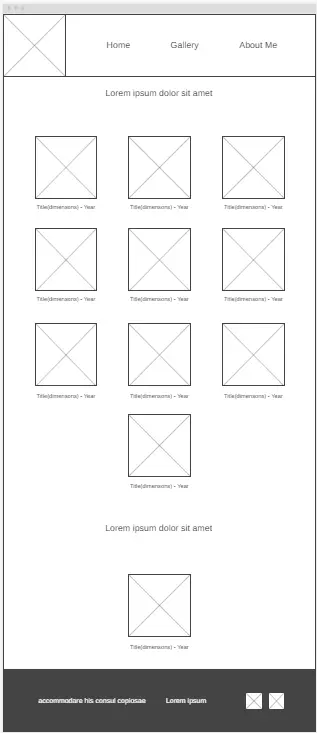 Home Gallery About Me
Lorem ipsum dolor sit amet
Title(dimensions) - Year Title(dimensions) - Year Title(dimensions) - Year
Title(dimensions) - Year Title(dimensions) - Year Title(dimensions) - Year
Title(dimensions) - Year Title(dimensions) - Year Title(dimensions) - Year
Title(dimensions) - Year
Lorem ipsum dolor sit amet
Title(dimensions) - Year
accommodare his consul copiosae Lorem ipsum